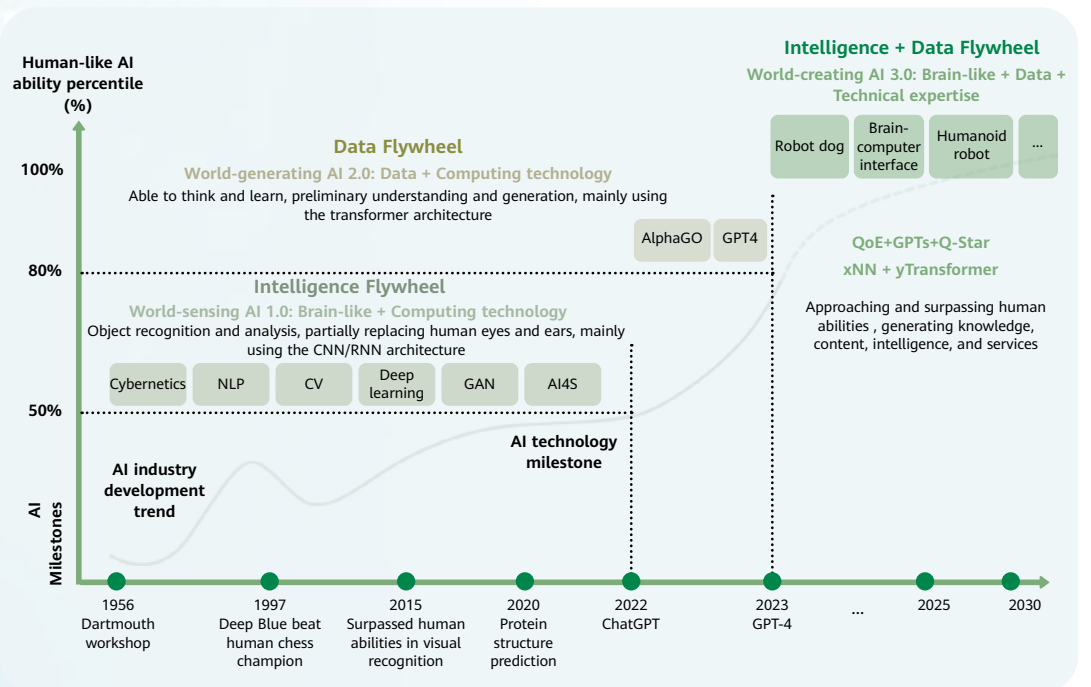 Human-like AI
ability percentile
(%)
Intelligence + Data Flywheel
World-creating AI 3.0: Brain-like + Data +
Technical expertise
Robot dog
Brain-
computer
interface
Humanoid
robot
...
100%
Data Flywheel
World-generating AI 2.0: Data + Computing technology
Able to think and learn, preliminary understanding and generation, mainly using
the transformer architecture
AlphaGO
GPT4
QoE+GPTs+Q-Star
xNN + yTransformer
Approaching and surpassing human
abilities , generating knowledge,
content, intelligence, and services
80%
Intelligence Flywheel
World-sensing AI 1.0: Brain-like + Computing technology
Object recognition and analysis, partially replacing human eyes and ears, mainly
using the CNN/RNN architecture
Cybernetics
NLP
CV
Deep
learning
GAN
AI4S
50%
AI technology
milestone
AI industry
development
trend
AI
Milestones
1956
Dartmouth
workshop
1997
Deep Blue beat
human chess
champion
2015
Surpassed human
abilities in visual
recognition
2020
Protein
structure
prediction
2022
ChatGPT
2023
GPT-4
...
2025
2030